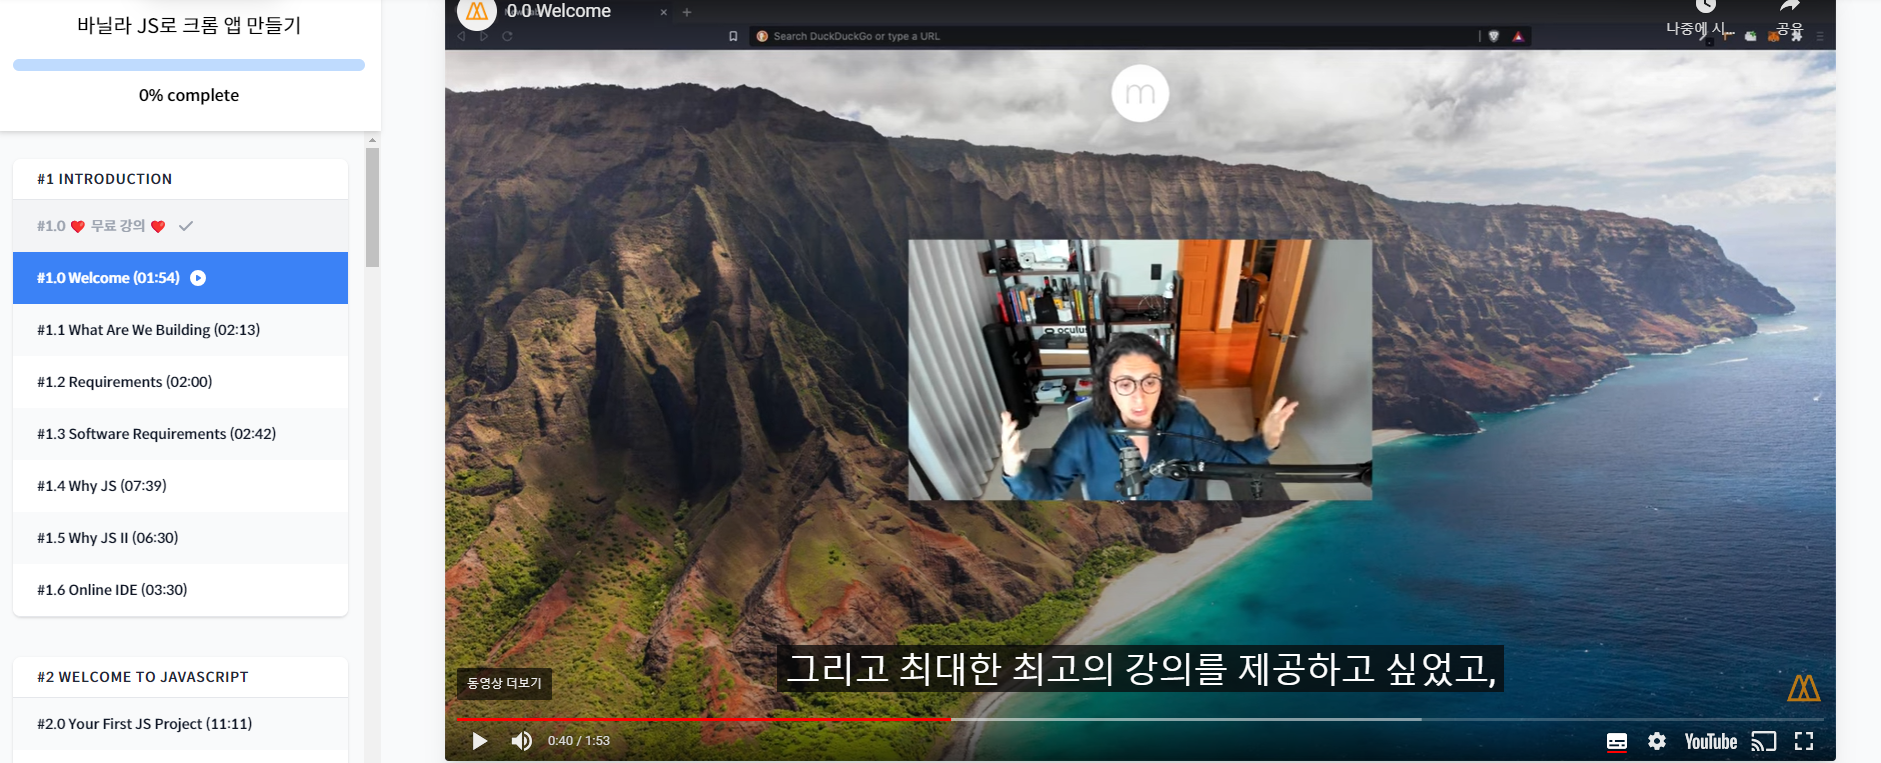 바닐라 JS로 크롬 앱 만들기
0% complete
#1 INTRODUCTION
#1.0 ❤️ 무료 강의 ❤️
#1.0 Welcome (01:54)
#1.1 What Are We Building (02:13)
#1.2 Requirements (02:00)
#1.3 Software Requirements (02:42)
#1.4 Why JS (07:39)
#1.5 Why JS II (06:30)
#1.6 Online IDE (03:30)
#2 WELCOME TO JAVASCRIPT
#2.0 Your First JS Project (11:11)
0 0 Welcome
나중에 시...
공유
Search DuckDuckGo or type a URL
m
oculus
그리고 최대한 최고의 강의를 제공하고 싶었고,
동영상 더보기
0:40 / 1:53
YouTube